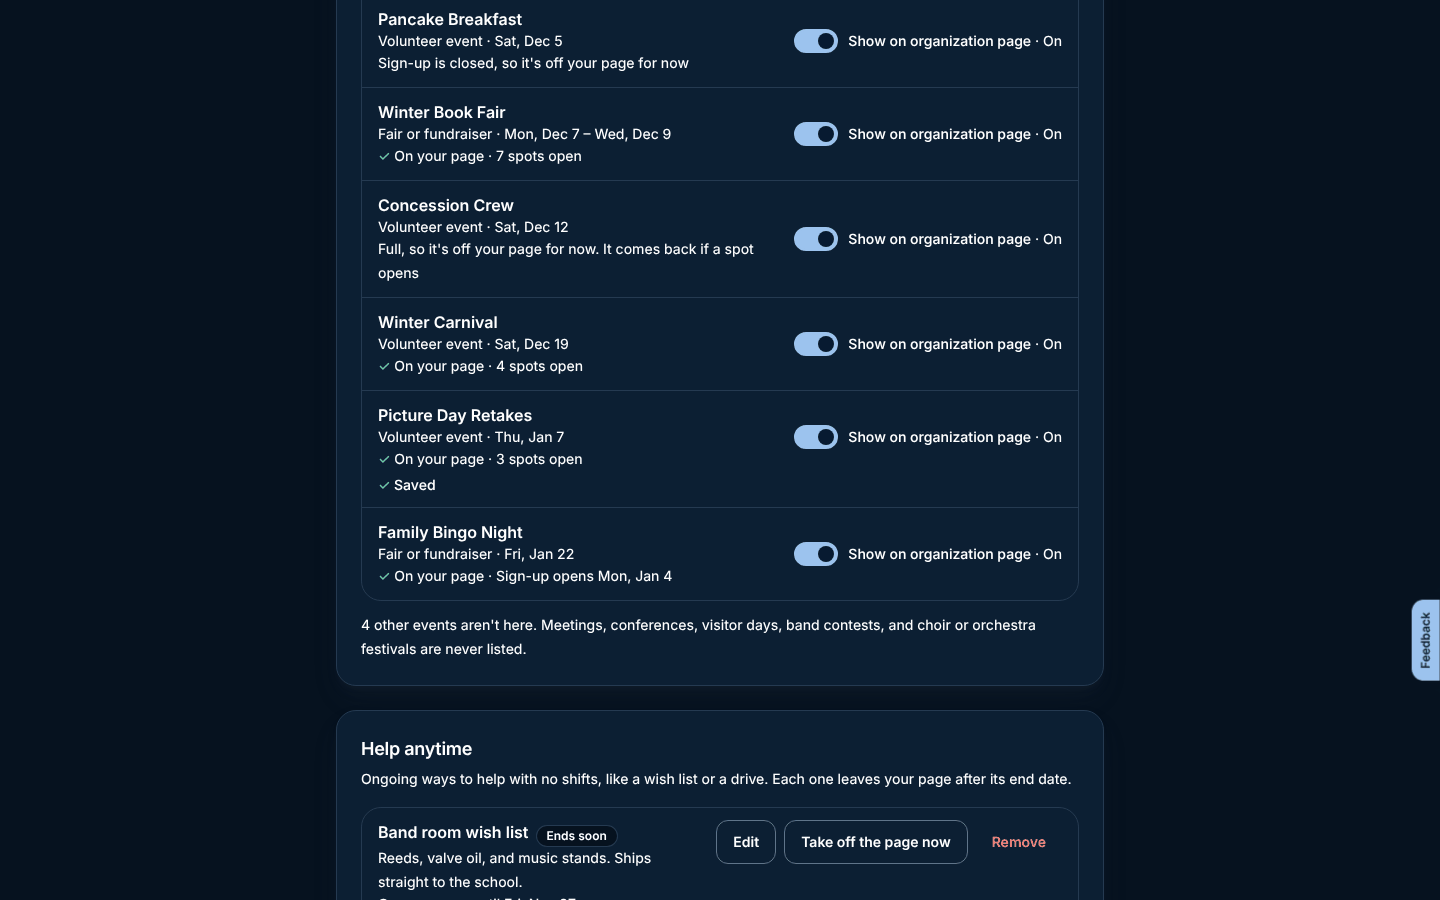 Pancake Breakfast
Volunteer event · Sat, Dec 5
Sign-up is closed, so it's off your page for now
Show on organization page · On
Winter Book Fair
Fair or fundraiser · Mon, Dec 7 – Wed, Dec 9
✓ On your page · 7 spots open
Show on organization page · On
Concession Crew
Volunteer event · Sat, Dec 12
Full, so it's off your page for now. It comes back if a spot
opens
Show on organization page · On
Winter Carnival
Volunteer event · Sat, Dec 19
✓ On your page · 4 spots open
Show on organization page · On
Picture Day Retakes
Volunteer event · Thu, Jan 7
✓ On your page · 3 spots open
✓ Saved
Show on organization page · On
Family Bingo Night
Fair or fundraiser · Fri, Jan 22
✓ On your page · Sign-up opens Mon, Jan 4
Show on organization page · On
4 other events aren't here. Meetings, conferences, visitor days, band contests, and choir or orchestra
festivals are never listed.
Feedback
Help anytime
Ongoing ways to help with no shifts, like a wish list or a drive. Each one leaves your page after its end date.
Band room wish list Ends soon
Reeds, valve oil, and music stands. Ships
straight to the school.
Edit
Take off the page now
Remove